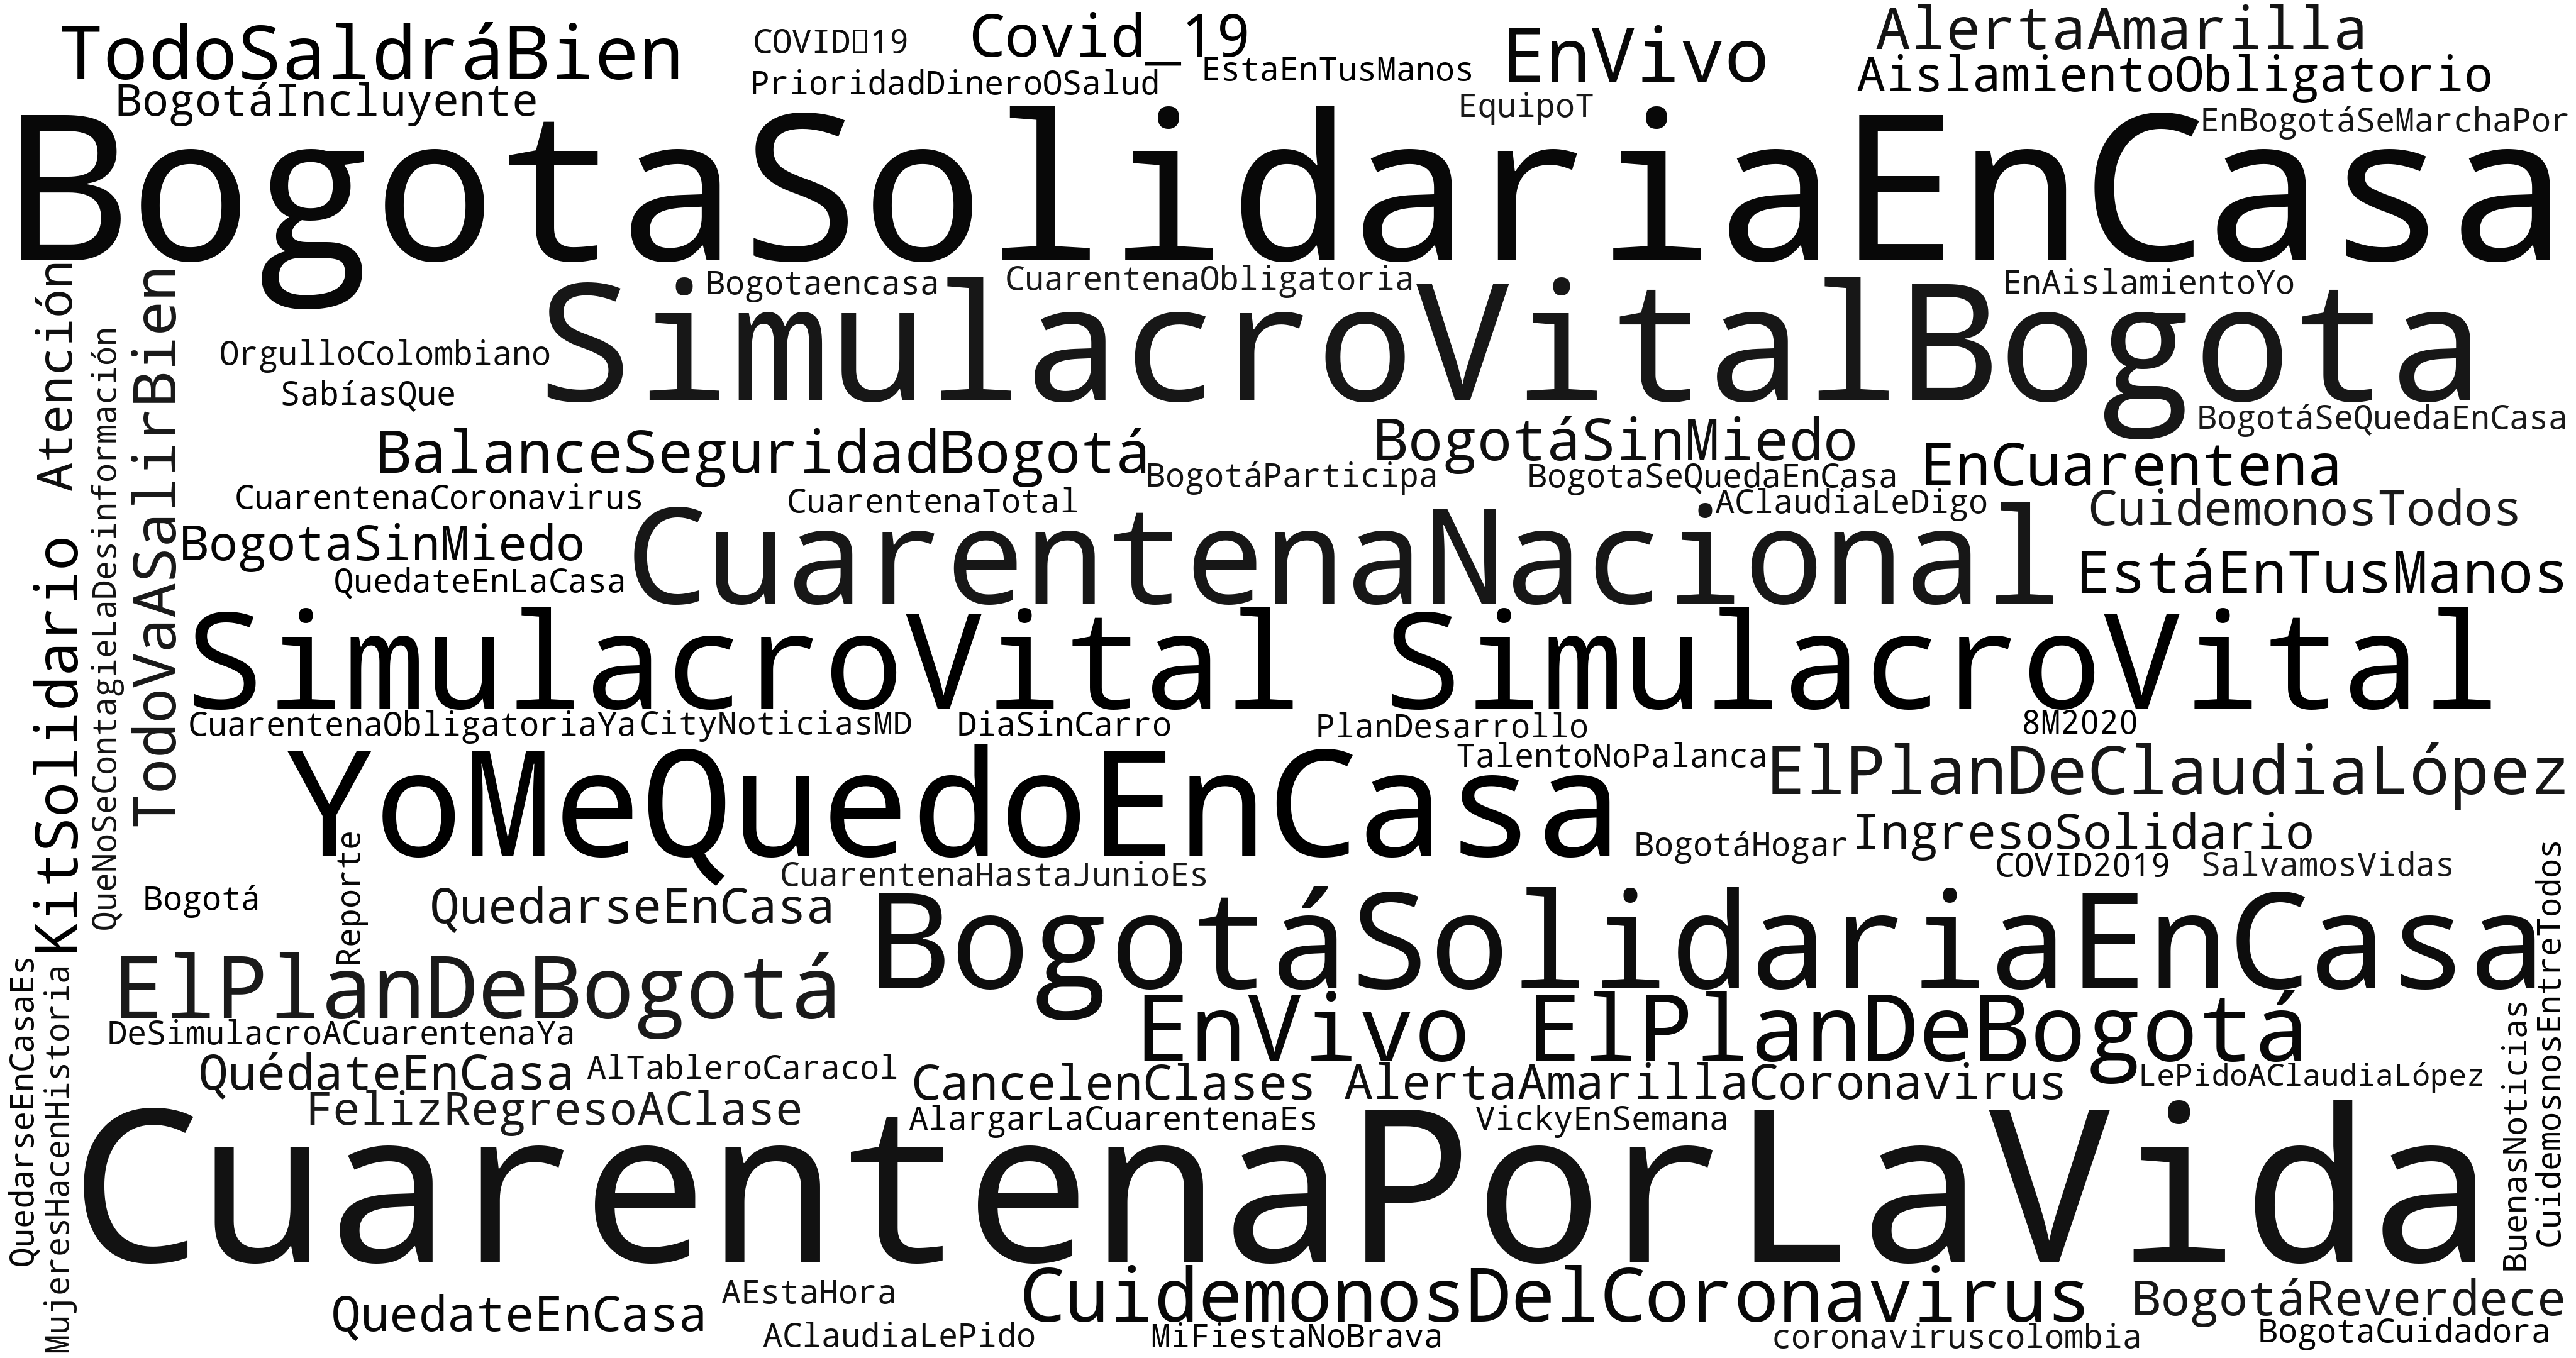 TodoSaldráBien
COVID▯19
Covid_19
EnVivo
AlertaAmarilla
PrioridadDineroOSalud
EstaEnTusManos
AislamientoObligatorio
BogotáIncluyente
EquipoT
EnBogotáSeMarchaPor
BogotaSolidariaEnCasa
Bogotaencasa
CuarentenaObligatoria
EnAislamientoYo
SimulacroVitalBogota
OrgulloColombiano
SabíasQue
BogotáSeQuedaEnCasa
BalanceSeguridadBogotá
BogotáSinMiedo
EnCuarentena
BogotáParticipa
BogotaSeQuedaEnCasa
CuarentenaCoronavirus
CuarentenaTotal
AClaudiaLeDigo
CuidemonosTodos
BogotaSinMiedo
CuarentenaNacional
QuedateEnLaCasa
EstáEnTusManos
KitSolidario Atención
QueNoSeContagieLaDesinformación
TodoVaASalirBien
SimulacroVital SimulacroVital
CuarentenaObligatoriaYa
CityNoticiasMD
DiaSinCarro
PlanDesarrollo
8M2020
YoMeQuedoEnCasa
TalentoNoPalanca
ElPlanDeClaudiaLópez
Reporte
BogotáHogar
IngresoSolidario
CuarentenaHastaJunioEs
COVID2019
SalvamosVidas
Bogotá
QuedarseEnCasa
BogotáSolidariaEnCasa
CuidemosnosEntreTodos
ElPlanDeBogotá
EnVivo ElPlanDeBogotá
DeSimulacroACuarentenaYa
QuédateEnCasa
AlTableroCaracol
CancelenClases
AlertaAmarillaCoronavirus
LePidoAClaudiaLópez
FelizRegresoAClase
AlargarLaCuarentenaEs
VickyEnSemana
QuedarseEnCasaEs
MujeresHacenHistoria
BuenasNoticias
CuarentenaPorLaVida
QuedateEnCasa
AEstaHora
CuidemonosDelCoronavirus
BogotáReverdece
AClaudiaLePido
MiFiestaNoBrava
coronaviruscolombia
BogotaCuidadora